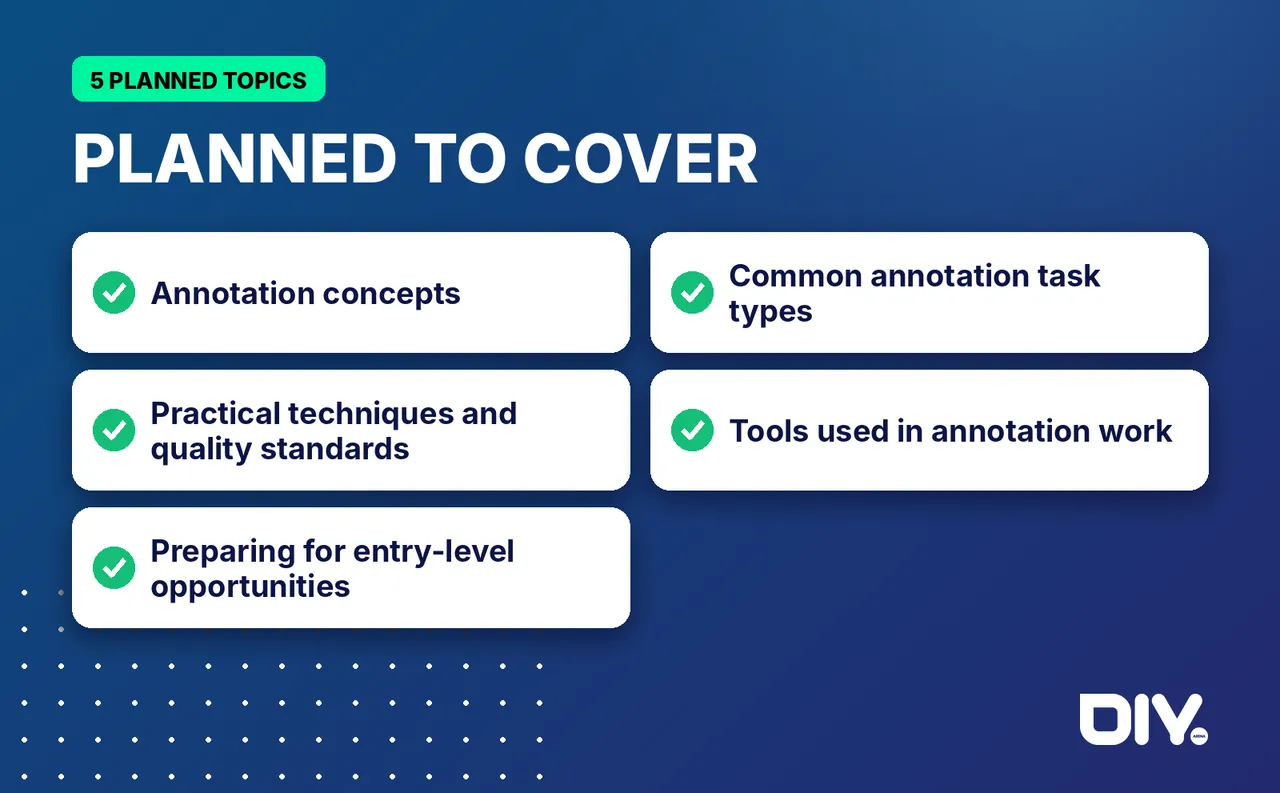 5 PLANNED TOPICS
PLANNED TO COVER
Annotation concepts
Common annotation task
types
Practical techniques and
quality standards
Tools used in annotation work
Preparing for entry-level
opportunities
DIY.
ARENA